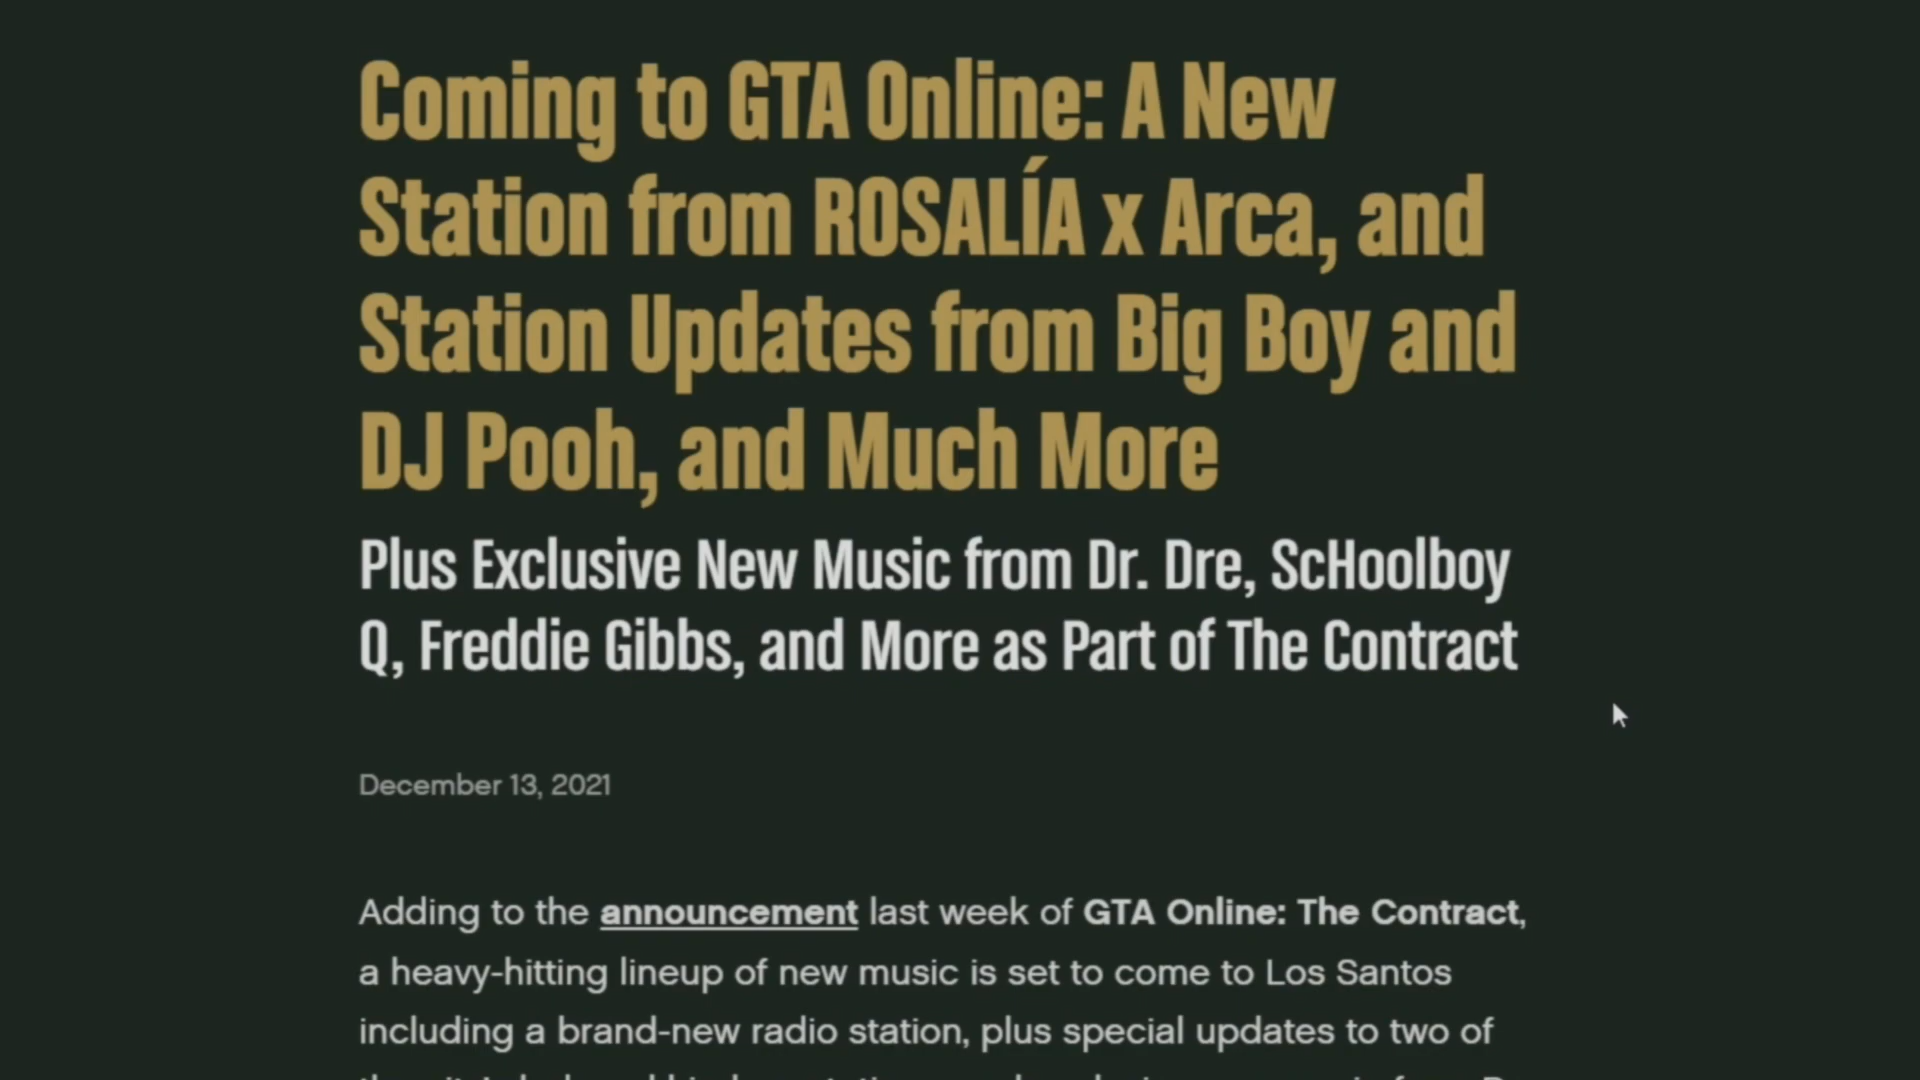 Coming to GTA Online: A New
Station from ROSALÍA x Arca, and
Station Updates from Big Boy and
DJ Pooh, and Much More
Plus Exclusive New Music from Dr. Dre, ScHoolboy
Q, Freddie Gibbs, and More as Part of The Contract
December 13, 2021
Adding to the announcement last week of GTA Online: The Contract,
a heavy-hitting lineup of new music is set to come to Los Santos
including a brand-new radio station, plus special updates to two of